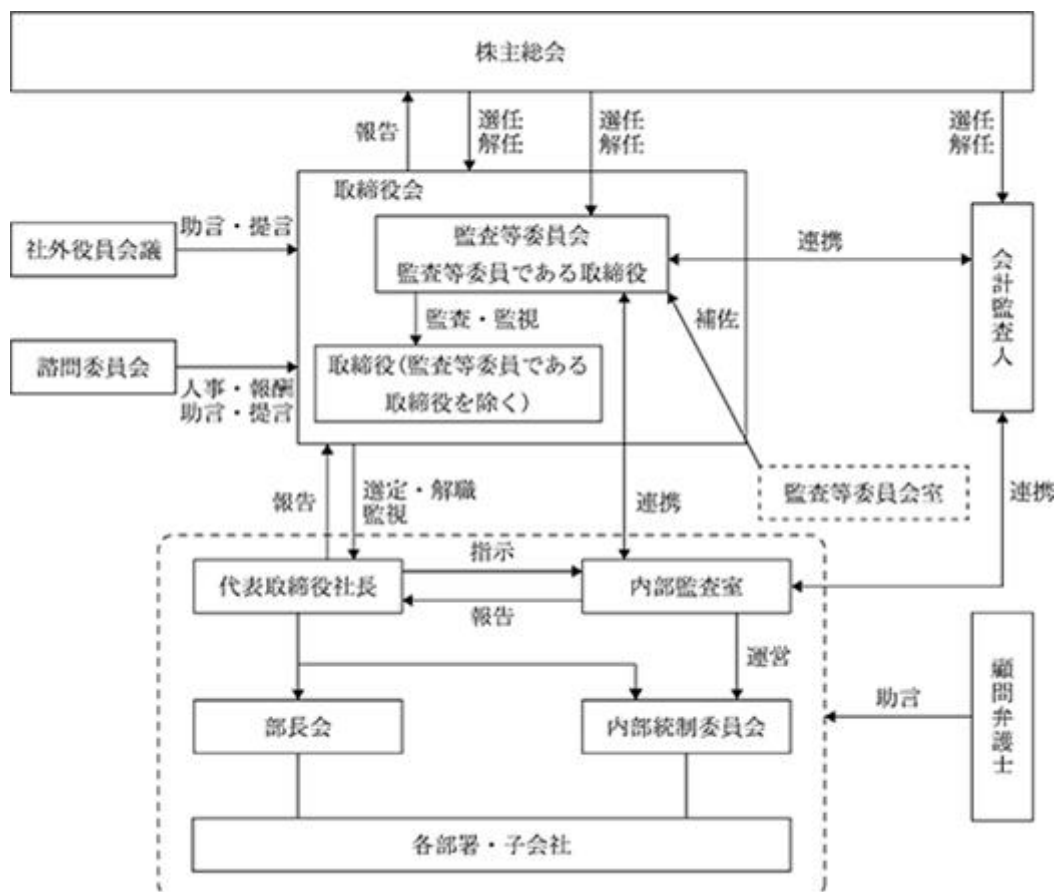 株主総会
報告
選任
解任
選任
解任
選任
解任
取締役会
社外役員会議
助言・提言
監査等委員会
監査等委員である取締役
連携
会計監査人
監査・監視
補佐
諮問委員会
人事・報酬
助言・提言
取締役(監査等委員である
取締役を除く)
報告
選定・解職
監視
連携
監査等委員会室
連携
代表取締役社長
指示
報告
内部監査室
運営
部長会
内部統制委員会
助言
顧問弁護士
各部署・子会社